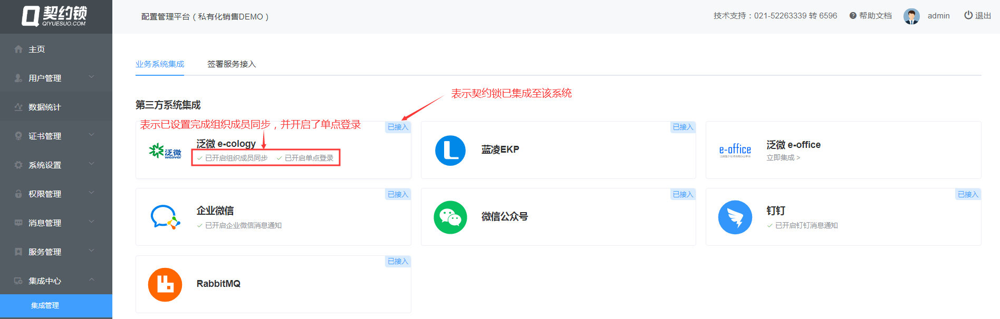 契约锁
QIYUESUO.COM
配置管理平台（私有化销售DEMO）
技术支持：021-52263339 转 6596
帮助文档
admin
退出
主页
用户管理
数据统计
证书管理
系统设置
权限管理
消息管理
服务管理
集成中心
集成管理
业务系统集成
签署服务接入
表示契约锁已集成至该系统
第三方系统集成
表示已设置完成组织成员同步，并开启了单点登录
已接入
泛微
weaver
泛微 e-cology
已开启组织成员同步
已开启单点登录
已接入
蓝凌EKP
e-office
泛微 e-office
立即集成 >
已接入
企业微信
已开启企业微信消息通知
已接入
微信公众号
已接入
钉钉
已开启钉钉消息通知
已接入
RabbitMQ